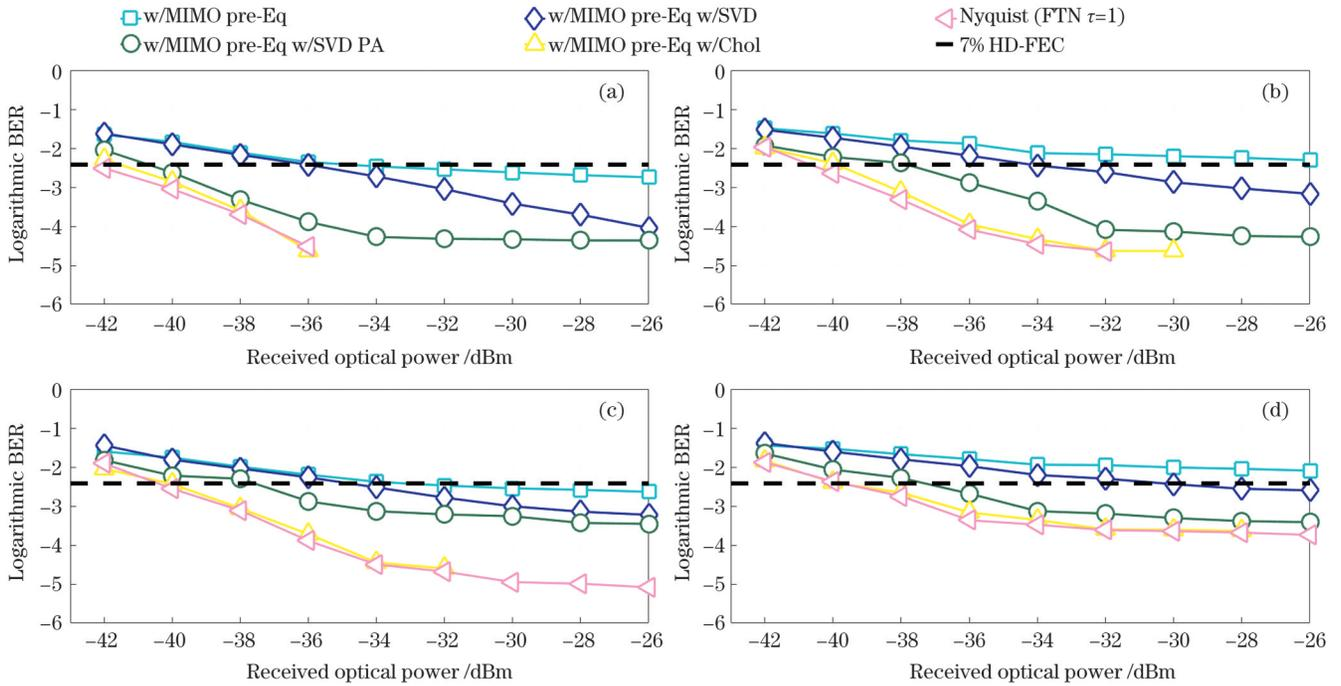 w/MIMO pre-Eq
w/MIMO pre-Eq w/SVD
Nyquist (FTN τ=1)
w/MIMO pre-Eq w/SVD PA
w/MIMO pre-Eq w/Chol
7% HD-FEC
(a)
0
−1
−2
−3
−4
−5
−6
Logarithmic BER
−42 −40 −38 −36 −34 −32 −30 −28 −26
Received optical power /dBm
(b)
0
−1
−2
−3
−4
−5
−6
Logarithmic BER
−42 −40 −38 −36 −34 −32 −30 −28 −26
Received optical power /dBm
(c)
0
−1
−2
−3
−4
−5
−6
Logarithmic BER
−42 −40 −38 −36 −34 −32 −30 −28 −26
Received optical power /dBm
(d)
0
−1
−2
−3
−4
−5
−6
Logarithmic BER
−42 −40 −38 −36 −34 −32 −30 −28 −26
Received optical power /dBm